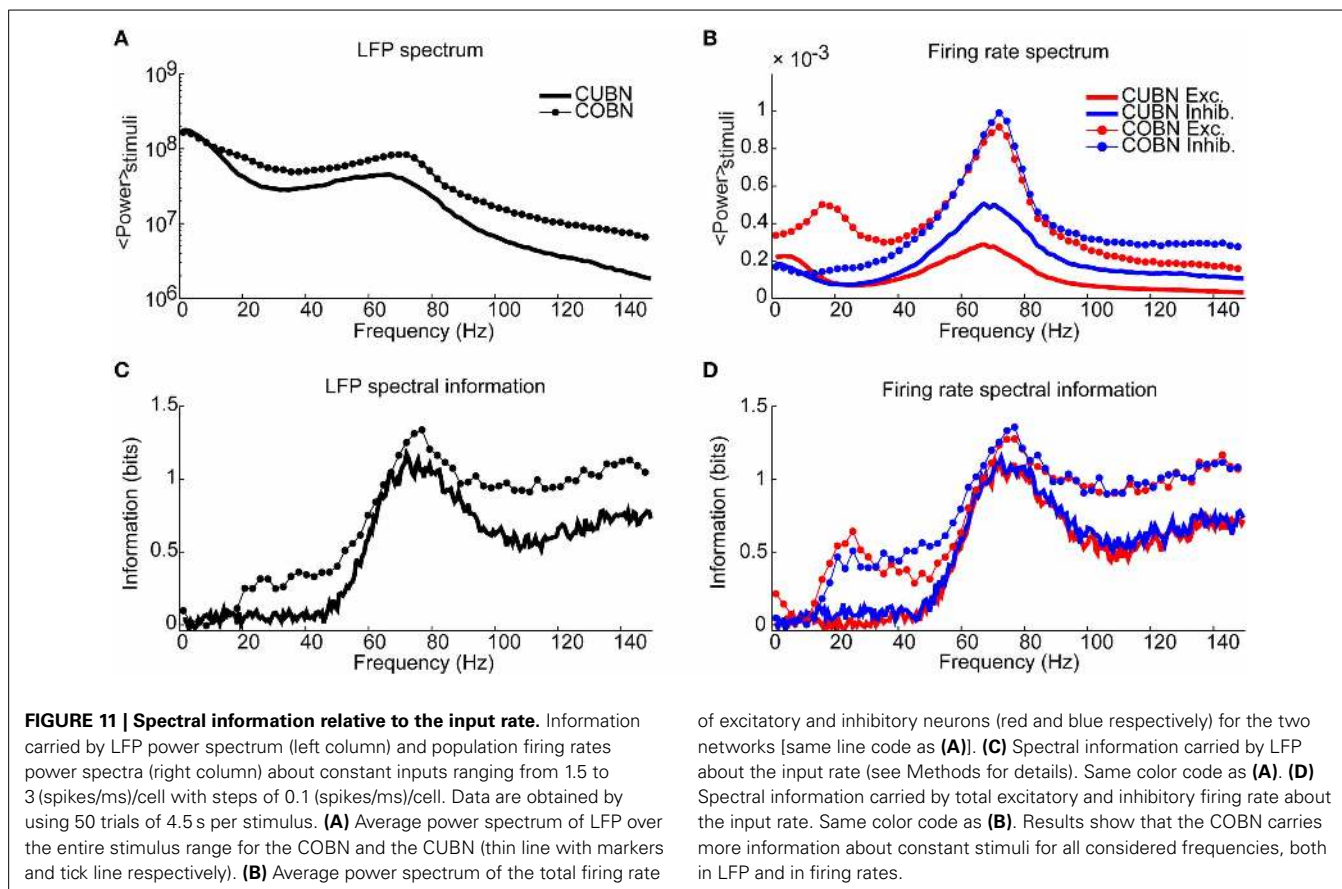 A
LFP spectrum
10⁹
10⁸
10⁷
10⁶
<Power>stimuli
CUBN
COBN
0 20 40 60 80 100 120 140
Frequency (Hz)
B
Firing rate spectrum
× 10⁻³
1
0.8
0.6
0.4
0.2
0
<Power>stimuli
CUBN Exc.
CUBN Inhib.
COBN Exc.
COBN Inhib.
0 20 40 60 80 100 120 140
Frequency (Hz)
C
LFP spectral information
1.5
1
0.5
0
Information (bits)
0 20 40 60 80 100 120 140
Frequency (Hz)
D
Firing rate spectral information
1.5
1
0.5
0
Information (bits)
0 20 40 60 80 100 120 140
Frequency (Hz)
FIGURE 11 | Spectral information relative to the input rate. Information
carried by LFP power spectrum (left column) and population firing rates
power spectra (right column) about constant inputs ranging from 1.5 to
3 (spikes/ms)/cell with steps of 0.1 (spikes/ms)/cell. Data are obtained by
using 50 trials of 4.5 s per stimulus. (A) Average power spectrum of LFP over
the entire stimulus range for the COBN and the CUBN (thin line with markers
and tick line respectively). (B) Average power spectrum of the total firing rate
of excitatory and inhibitory neurons (red and blue respectively) for the two
networks [same line code as (A)]. (C) Spectral information carried by LFP
about the input rate (see Methods for details). Same color code as (A). (D)
Spectral information carried by total excitatory and inhibitory firing rate about
the input rate. Same color code as (B). Results show that the COBN carries
more information about constant stimuli for all considered frequencies, both
in LFP and in firing rates.